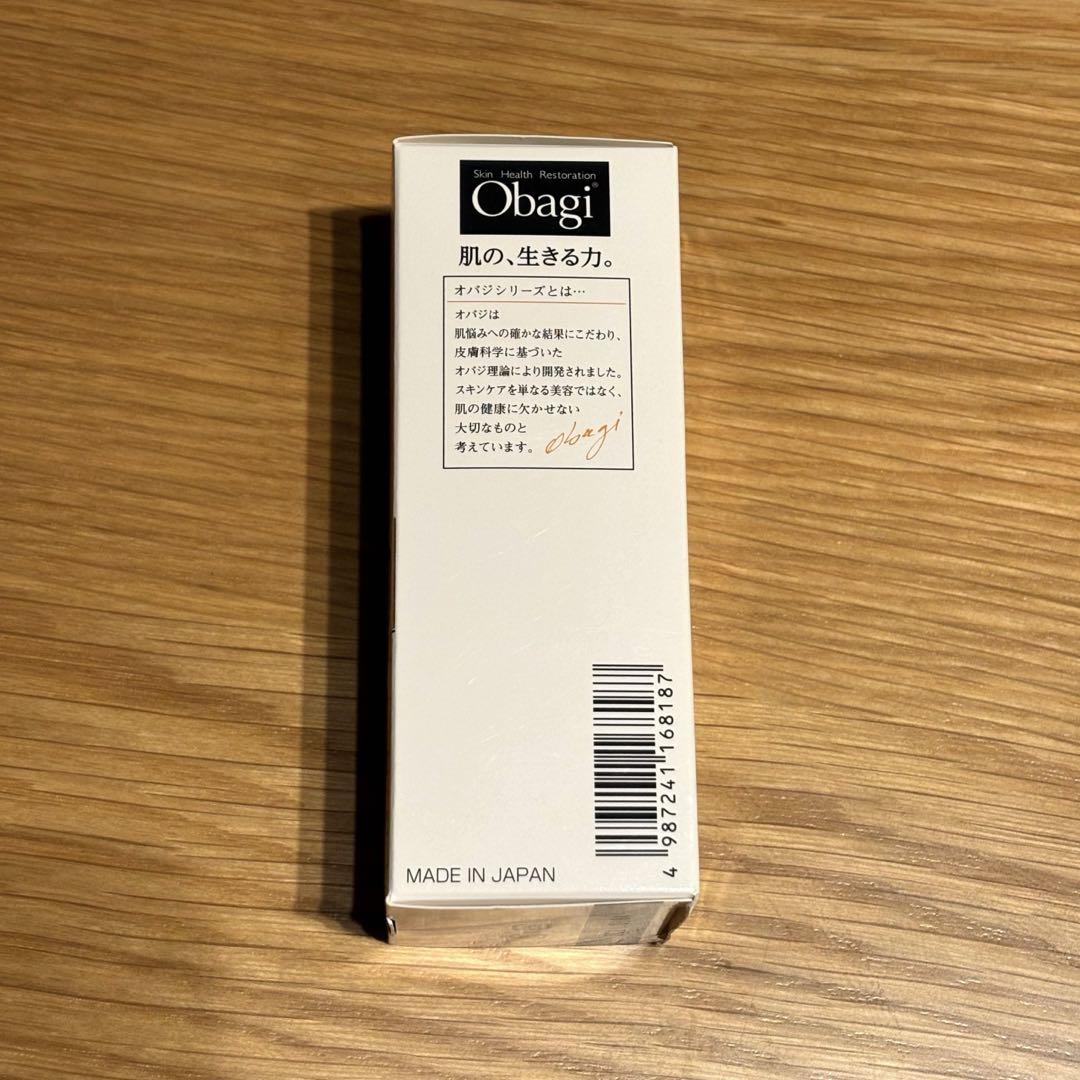 Skin Health Restoration
Obagi®
肌の、生きる力。
オバジシリーズとは…
オバジは
肌悩みへの確かな結果にこだわり、
皮膚科学に基づいた
オバジ理論により開発されました。
スキンケアを単なる美容ではなく、
肌の健康に欠かせない
大切なものと
考えています。
Obagi
4 987241 168187
MADE IN JAPAN